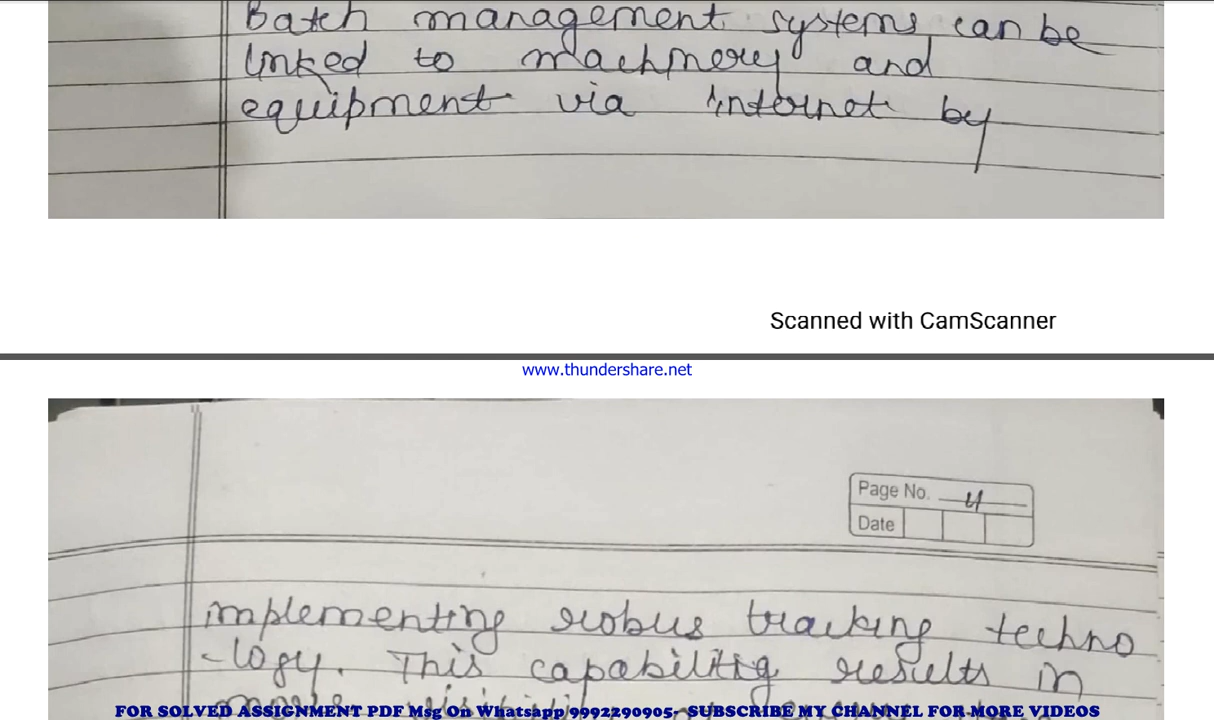 Batch management systems can be
linked to machinery and
equipment via internet by
Scanned with CamScanner
www.thundershare.net
Page No. 4
Date
implementing robus tracking techno
-logy. This capability results in
FOR SOLVED ASSIGNMENT PDF Msg On Whatsapp 9992290905- SUBSCRIBE MY CHANNEL FOR MORE VIDEOS